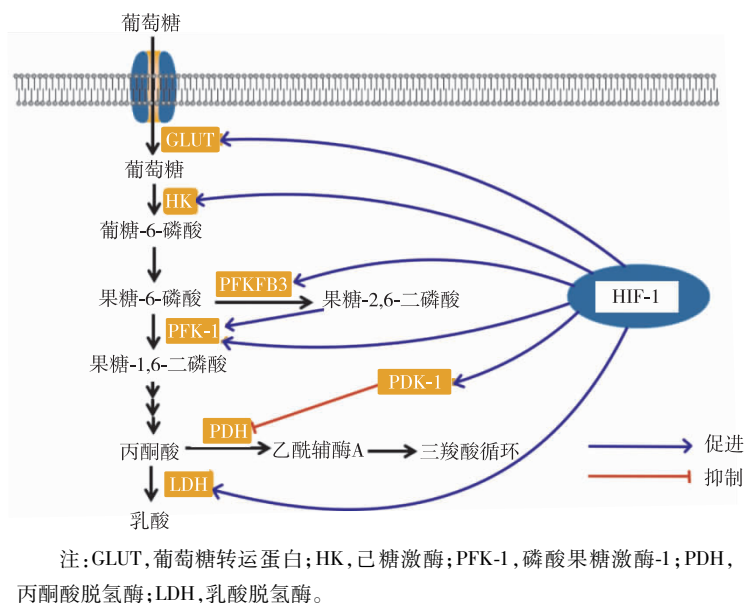 葡萄糖
GLUT
葡萄糖
HK
葡糖-6-磷酸
PFKFB3
果糖-6-磷酸
果糖-2,6-二磷酸
HIF-1
PFK-1
果糖-1,6-二磷酸
PDK-1
PDH
丙酮酸
乙酰辅酶A
三羧酸循环
促进
LDH
抑制
乳酸
注:GLUT,葡萄糖转运蛋白;HK,己糖激酶;PFK-1,磷酸果糖激酶-1;PDH,
丙酮酸脱氢酶;LDH,乳酸脱氢酶。